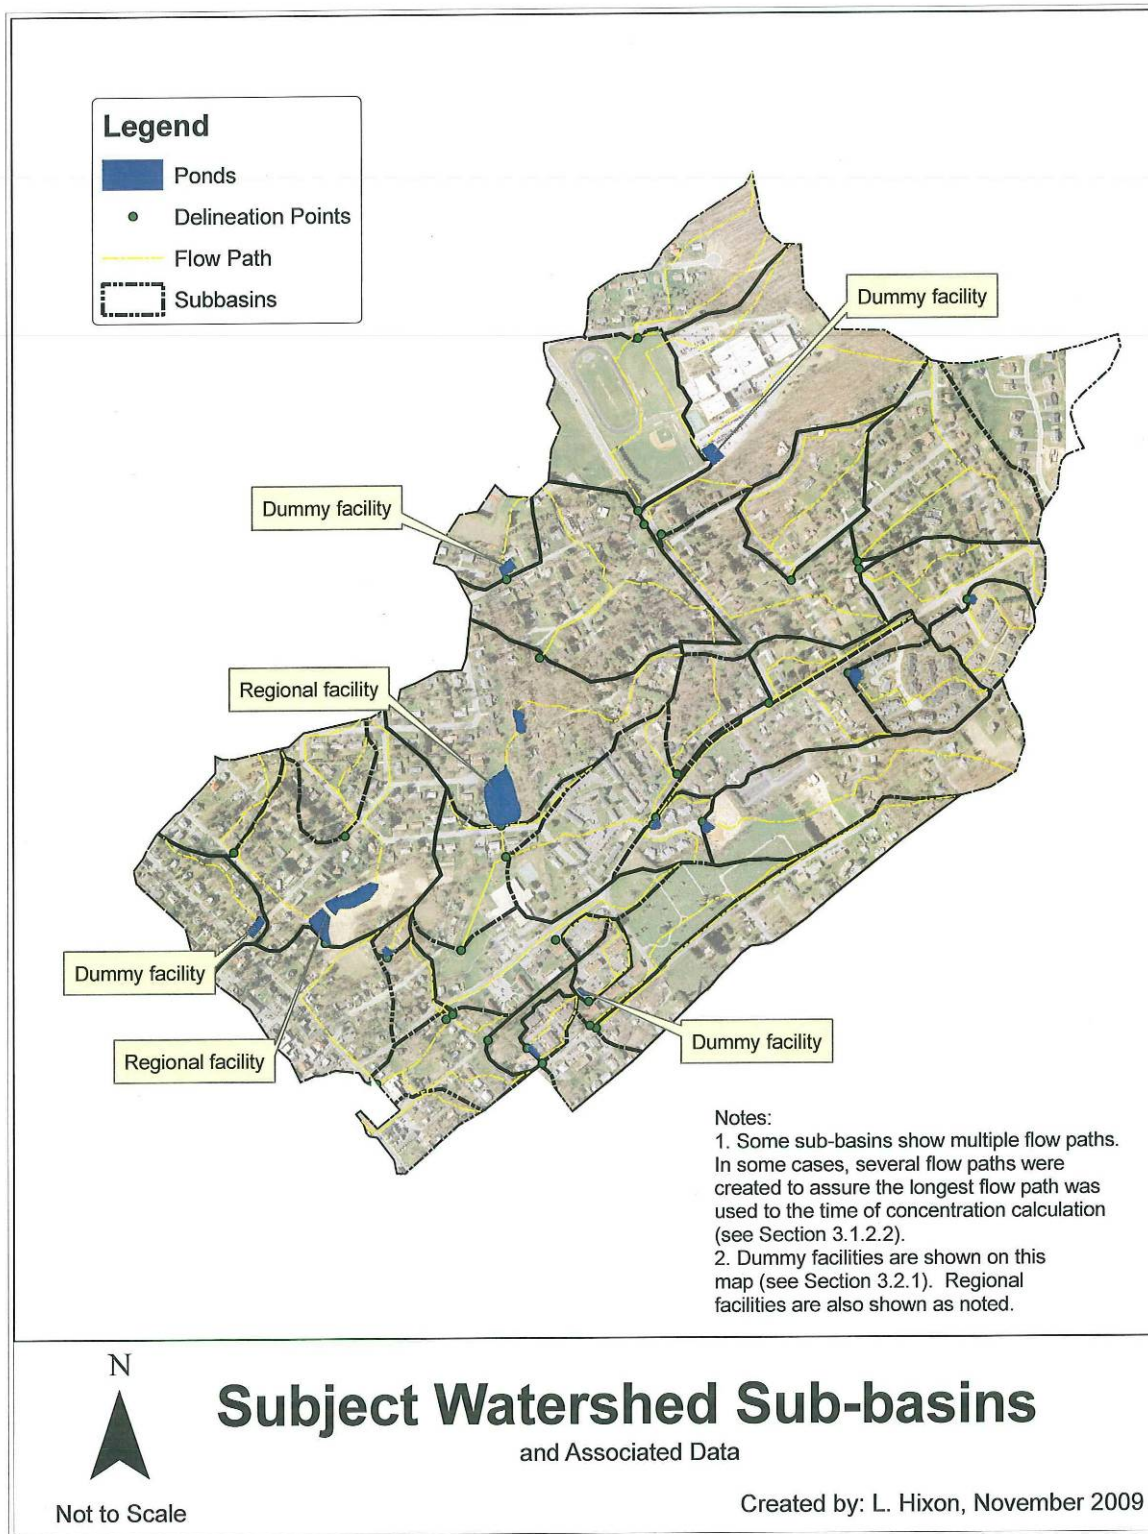 Legend
Ponds
Delineation Points
Flow Path
Subbasins
Dummy facility
Dummy facility
Regional facility
Dummy facility
Regional facility
Dummy facility
Notes:
1. Some sub-basins show multiple flow paths.
In some cases, several flow paths were
created to assure the longest flow path was
used to the time of concentration calculation
(see Section 3.1.2.2).
2. Dummy facilities are shown on this
map (see Section 3.2.1). Regional
facilities are also shown as noted.
N
Not to Scale
Subject Watershed Sub-basins
and Associated Data
Created by: L. Hixon, November 2009